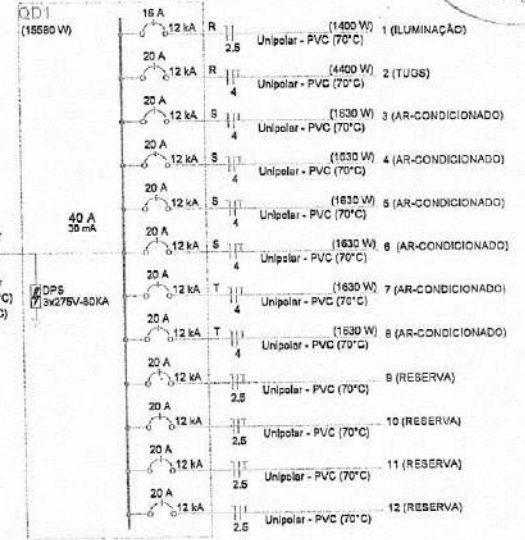 QD1
(15580 W)
16 A
12 kA R 2.5 (1400 W) 1 (ILUMINAÇÃO)
Unipolar - PVC (70°C)
20 A
12 kA R 4 (4400 W) 2 (TUGS)
Unipolar - PVC (70°C)
20 A
12 kA S 4 (1630 W) 3 (AR-CONDICIONADO)
Unipolar - PVC (70°C)
20 A
12 kA S 4 (1630 W) 4 (AR-CONDICIONADO)
Unipolar - PVC (70°C)
20 A
12 kA S 4 (1630 W) 5 (AR-CONDICIONADO)
Unipolar - PVC (70°C)
40 A
30 mA
20 A
12 kA S 4 (1630 W) 6 (AR-CONDICIONADO)
Unipolar - PVC (70°C)
DPS
3x275V-80KA
°C)
C)
20 A
12 kA T 4 (1630 W) 7 (AR-CONDICIONADO)
Unipolar - PVC (70°C)
20 A
12 kA T 4 (1630 W) 8 (AR-CONDICIONADO)
Unipolar - PVC (70°C)
20 A
12 kA 2.5 9 (RESERVA)
Unipolar - PVC (70°C)
20 A
12 kA 2.5 10 (RESERVA)
Unipolar - PVC (70°C)
20 A
12 kA 2.5 11 (RESERVA)
Unipolar - PVC (70°C)
20 A
12 kA 2.5 12 (RESERVA)
Unipolar - PVC (70°C)